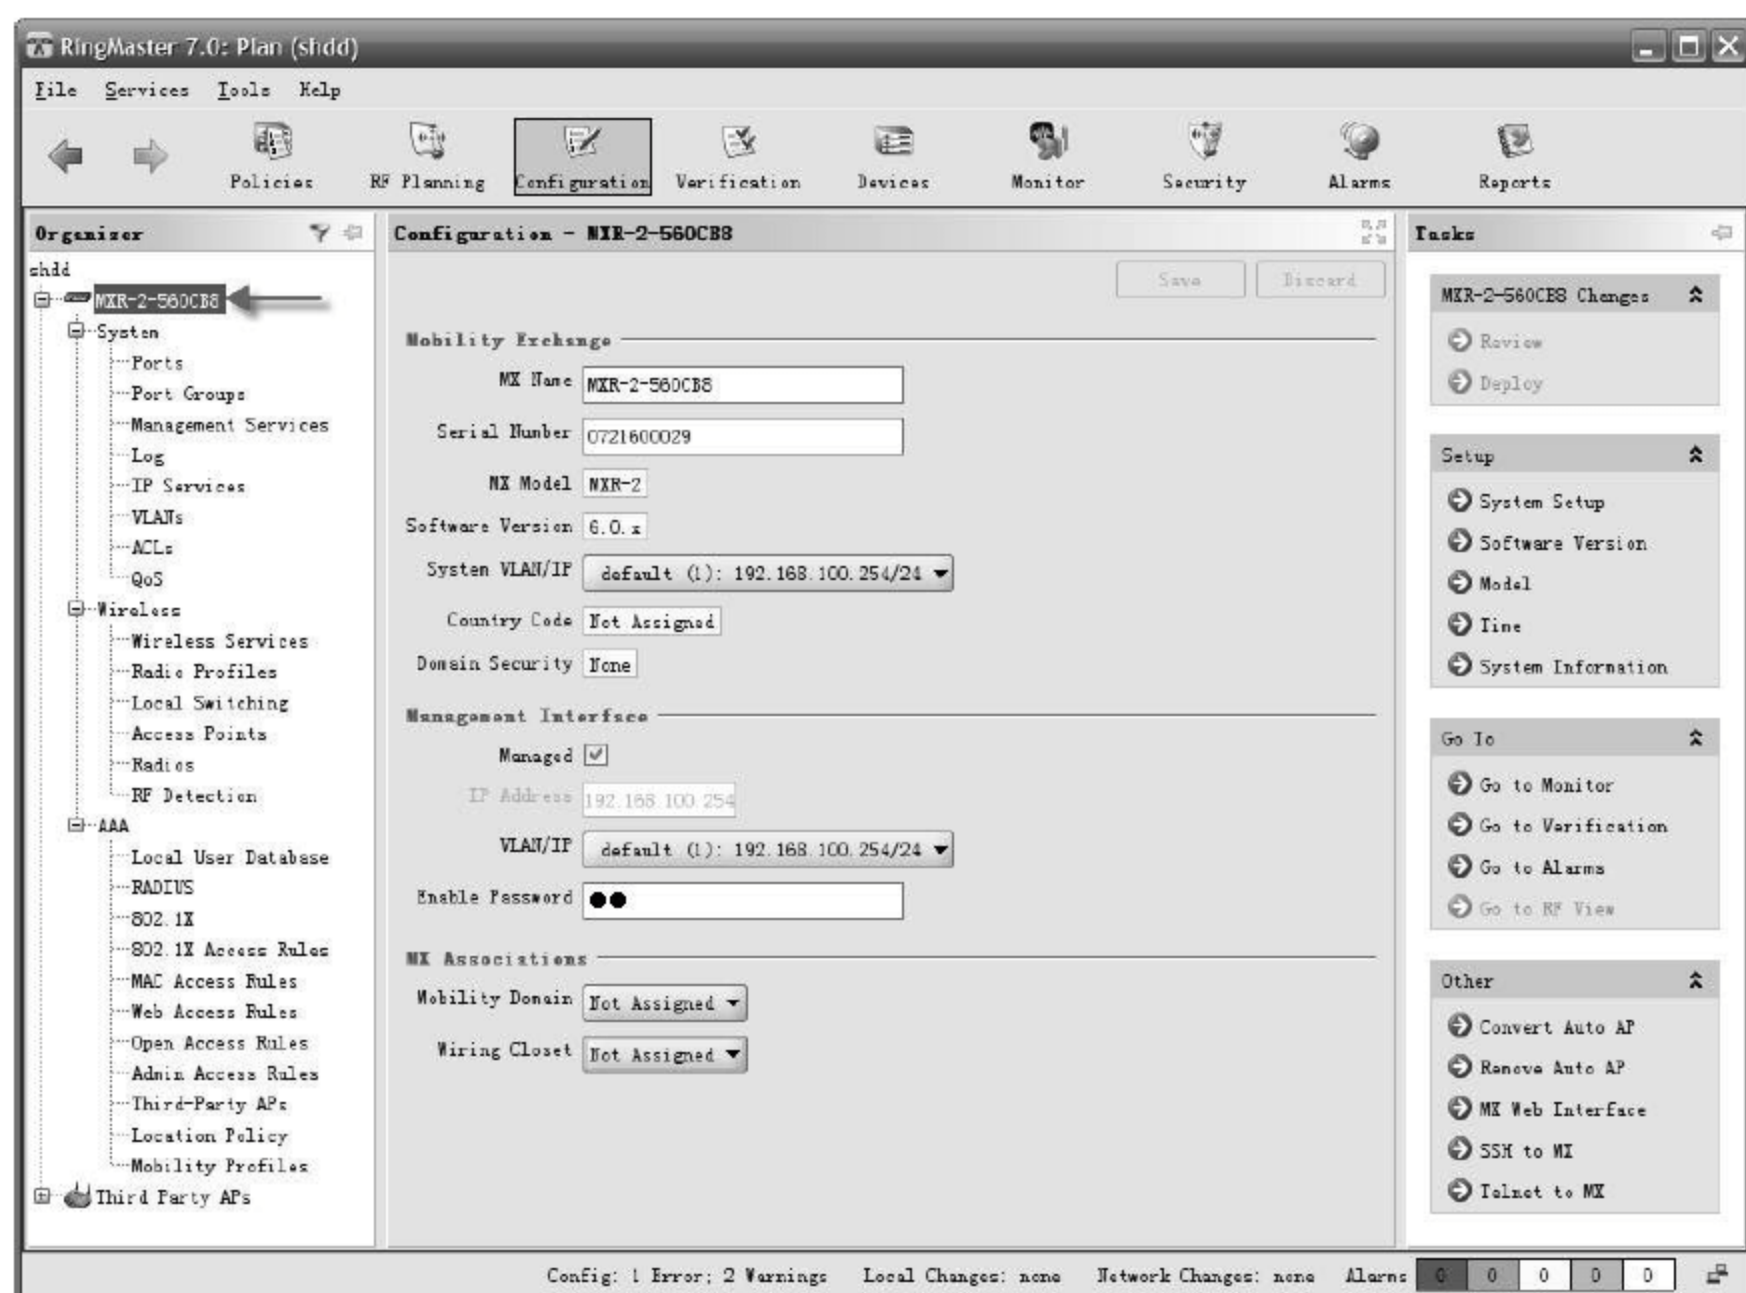 RingMaster 7.0: Plan (shdd)
File Services Tools Help
Policies RF Planning Configuration Verification Devices Monitor Security Alarms Reports
Organizer
shdd
MXR-2-560CB8
System
Ports
Port Groups
Management Services
Log
IP Services
VLANs
ACLs
QoS
Wireless
Wireless Services
Radio Profiles
Local Switching
Access Points
Radios
RF Detection
AAA
Local User Database
RADIUS
802.1X
802.1X Access Rules
MAC Access Rules
Web Access Rules
Open Access Rules
Admin Access Rules
Third-Party APs
Location Policy
Mobility Profiles
Third Party APs
Configuration - MXR-2-560CB8
Save Discard
Mobility Exchange
MX Name MXR-2-560CB8
Serial Number 0721600029
MX Model MXR-2
Software Version 6.0.x
System VLAN/IP default (1): 192.168.100.254/24
Country Code Not Assigned
Domain Security None
Management Interface
Managed
IP Address 192.168.100.254
VLAN/IP default (1): 192.168.100.254/24
Enable Password ●●
MX Associations
Mobility Domain Not Assigned
Wiring Closet Not Assigned
Tasks
MXR-2-560CB8 Changes
Review
Deploy
Setup
System Setup
Software Version
Model
Time
System Information
Go To
Go to Monitor
Go to Verification
Go to Alarms
Go to RF View
Other
Convert Auto AP
Remove Auto AP
MX Web Interface
SSH to MX
Telnet to MX
Config: 1 Error; 2 Warnings Local Changes: none Network Changes: none Alarms 0 0 0 0 0